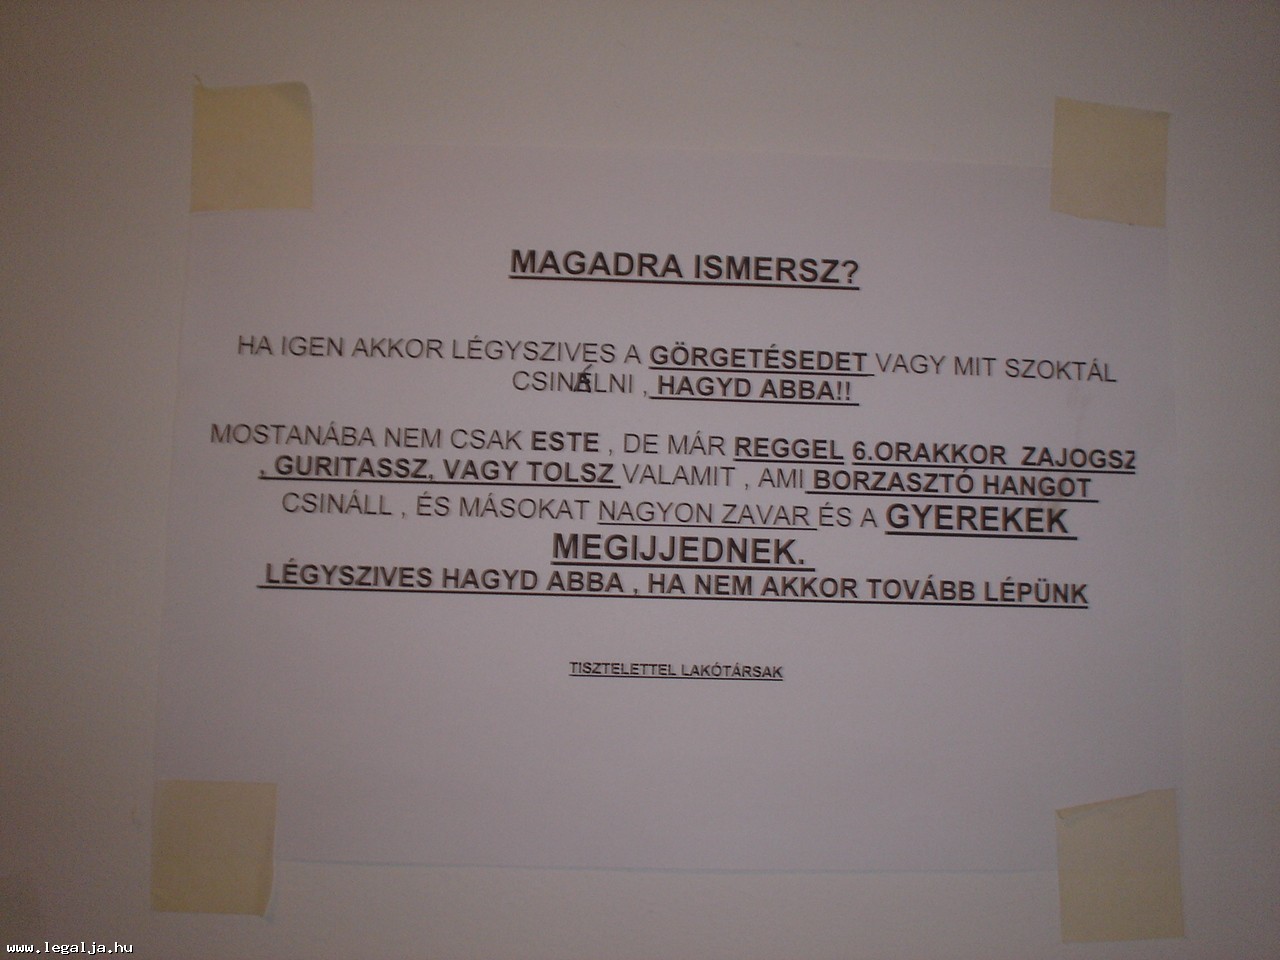 MAGADRA ISMERSZ?
HA IGEN AKKOR LÉGYSZIVES A GÖRGETÉSEDET VAGY MIT SZOKTÁL
CSINÁLNI , HAGYD ABBA!!
MOSTANÁBA NEM CSAK ESTE , DE MÁR REGGEL 6.ORAKKOR ZAJOGSZ
, GURITASSZ, VAGY TOLSZ VALAMIT , AMI BORZASZTÓ HANGOT
CSINÁLL , ÉS MÁSOKAT NAGYON ZAVAR ÉS A GYEREKEK
MEGIJJEDNEK.
LÉGYSZIVES HAGYD ABBA , HA NEM AKKOR TOVÁBB LÉPÜNK
TISZTELETTEL LAKÓTÁRSAK
www.legalja.hu